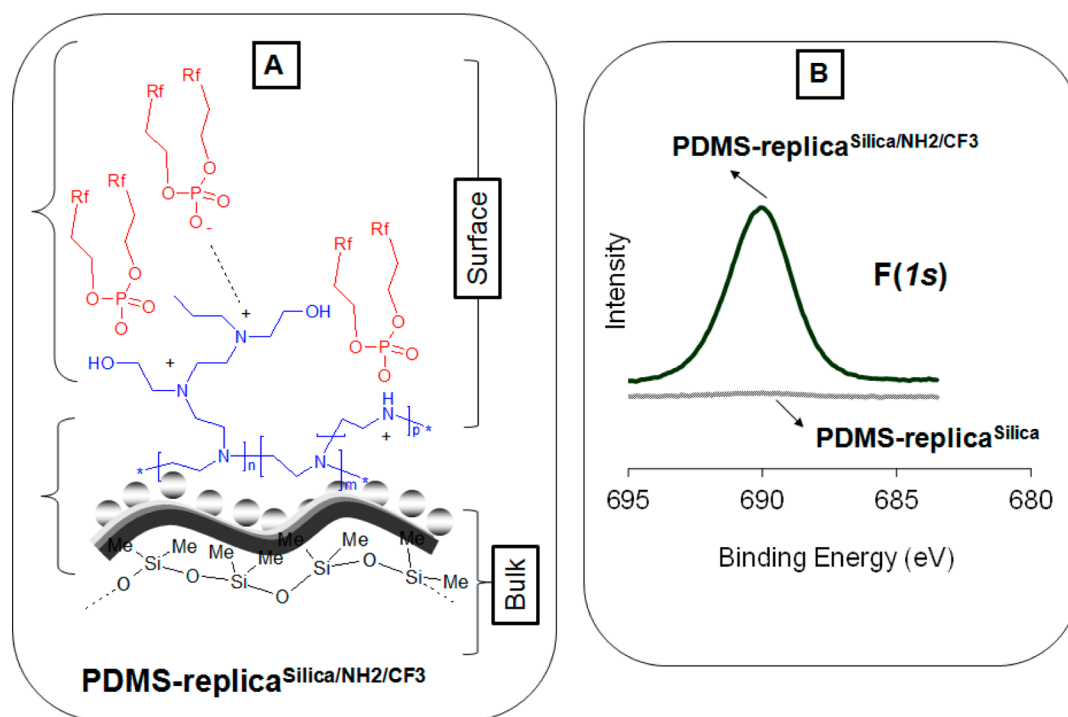 A
Rf
Rf
Rf
Rf
Rf
Rf
O
O
P
O
O-
O
O
P
O
O
O
O
P
O
O
+
N
OH
HO
+
N
H
N
+
p
*
*
N
n
N
m
*
Me
Me
Me
Me
Me
Me
Me
Me
O
Si
O
Si
O
Si
O
Si
Surface
Bulk
PDMS-replicaSilica/NH2/CF3
B
PDMS-replicaSilica/NH2/CF3
F(1s)
Intensity
PDMS-replicaSilica
695 690 685 680
Binding Energy (eV)